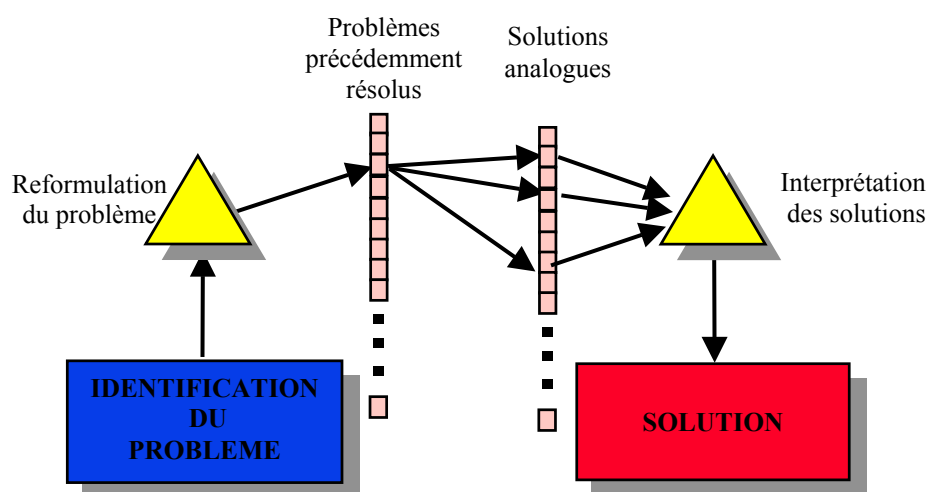 Problèmes
précédemment
résolus
Solutions
analogues
Reformulation
du problème
Interprétation
des solutions
IDENTIFICATION
DU
PROBLEME
SOLUTION